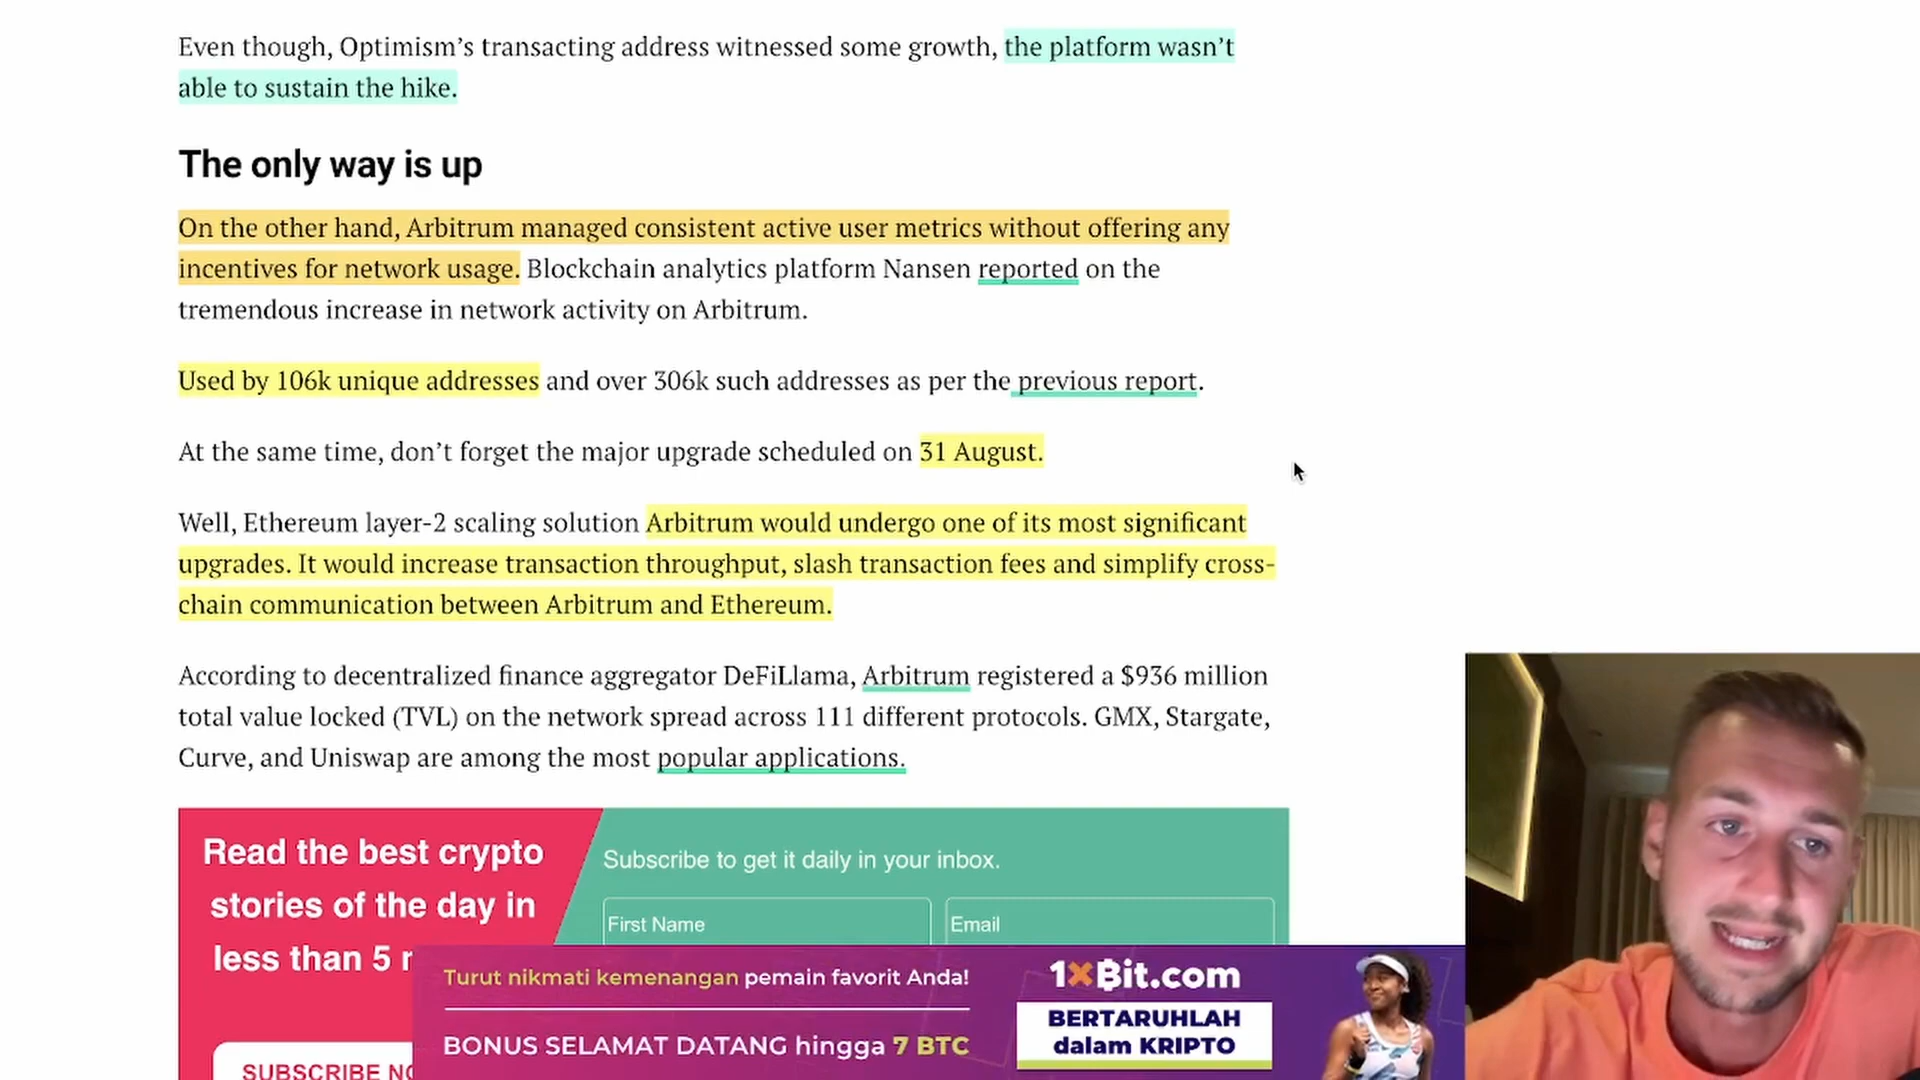 Even though, Optimism’s transacting address witnessed some growth, the platform wasn’t
able to sustain the hike.
The only way is up
On the other hand, Arbitrum managed consistent active user metrics without offering any
incentives for network usage. Blockchain analytics platform Nansen reported on the
tremendous increase in network activity on Arbitrum.
Used by 106k unique addresses and over 306k such addresses as per the previous report.
At the same time, don’t forget the major upgrade scheduled on 31 August.
Well, Ethereum layer-2 scaling solution Arbitrum would undergo one of its most significant
upgrades. It would increase transaction throughput, slash transaction fees and simplify cross-
chain communication between Arbitrum and Ethereum.
According to decentralized finance aggregator DeFiLlama, Arbitrum registered a $936 million
total value locked (TVL) on the network spread across 111 different protocols. GMX, Stargate,
Curve, and Uniswap are among the most popular applications.
Read the best crypto
stories of the day in
less than 5
Subscribe to get it daily in your inbox.
First Name
Email
SUBSCRIBE
Turut nikmati kemenangan pemain favorit Anda!
BONUS SELAMAT DATANG hingga 7 BTC
1×₿it.com
BERTARUHLAH
dalam KRIPTO